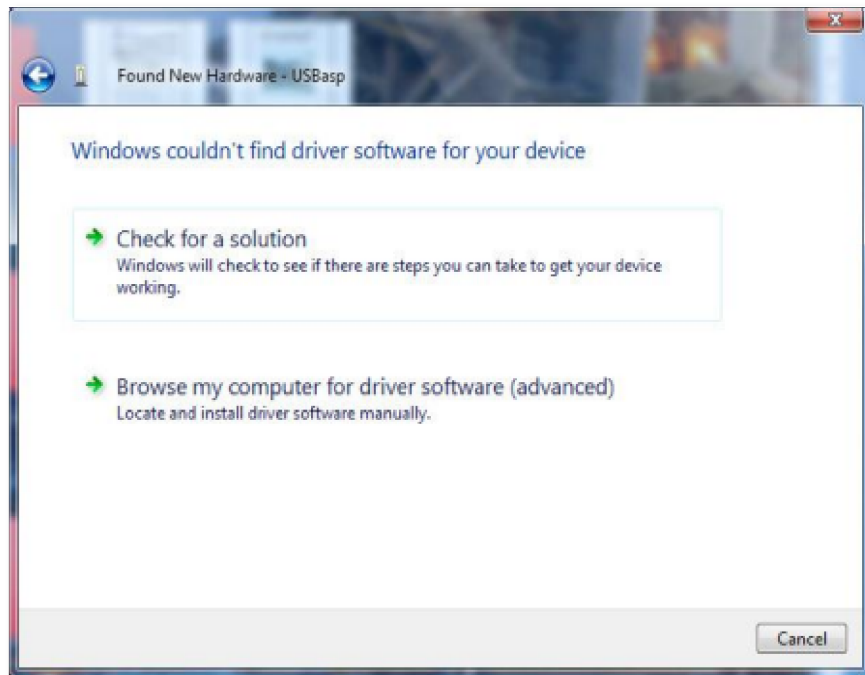 Found New Hardware - USBasp
Windows couldn't find driver software for your device
Check for a solution
Windows will check to see if there are steps you can take to get your device
working.
Browse my computer for driver software (advanced)
Locate and install driver software manually.
Cancel